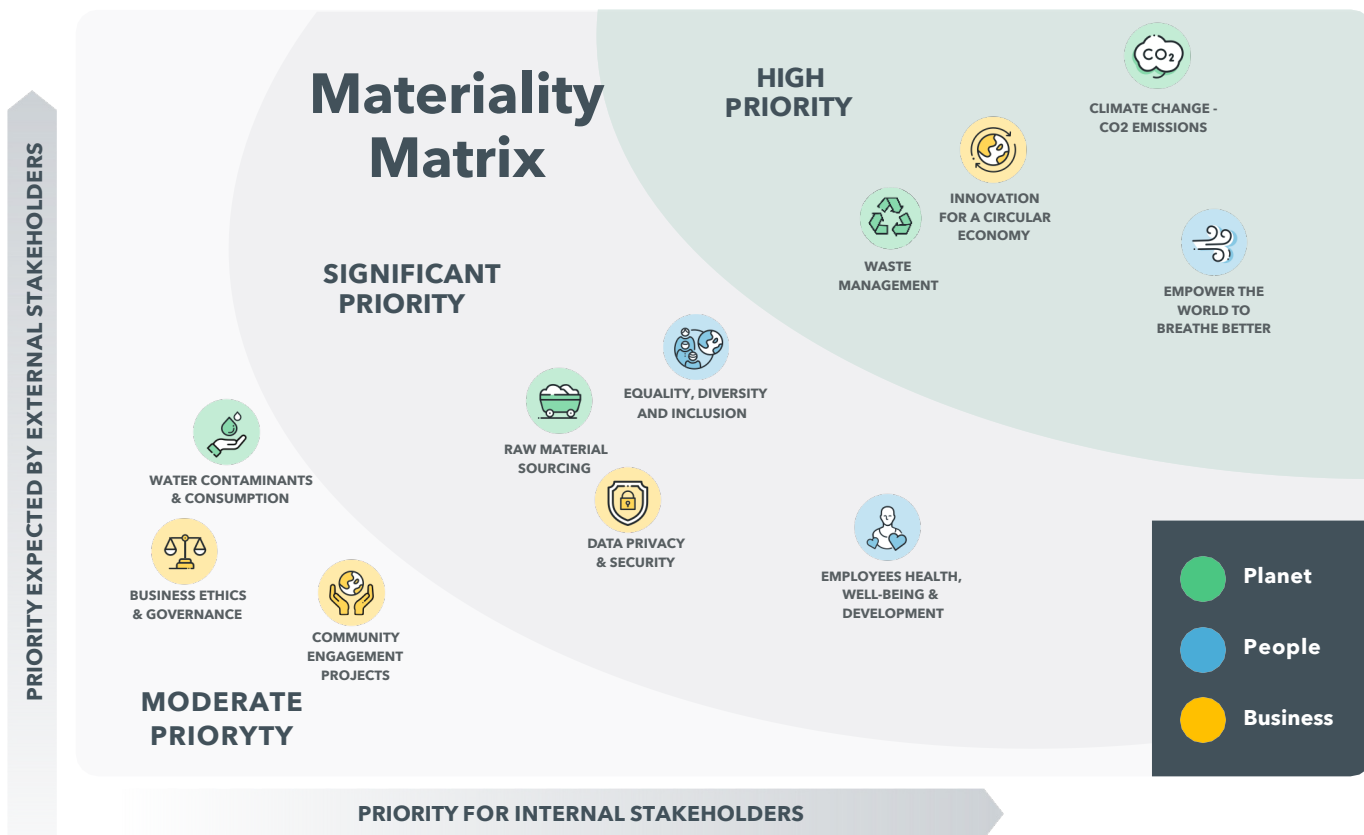 Materiality
Matrix
HIGH
PRIORITY
CO2
CLIMATE CHANGE -
CO2 EMISSIONS
INNOVATION
FOR A CIRCULAR
ECONOMY
WASTE
MANAGEMENT
EMPOWER THE
WORLD TO
BREATHE BETTER
SIGNIFICANT
PRIORITY
EQUALITY, DIVERSITY
AND INCLUSION
RAW MATERIAL
SOURCING
DATA PRIVACY
& SECURITY
EMPLOYEES HEALTH,
WELL-BEING &
DEVELOPMENT
WATER CONTAMINANTS
& CONSUMPTION
BUSINESS ETHICS
& GOVERNANCE
COMMUNITY
ENGAGEMENT
PROJECTS
MODERATE
PRIORYTY
Planet
People
Business
PRIORITY EXPECTED BY EXTERNAL STAKEHOLDERS
PRIORITY FOR INTERNAL STAKEHOLDERS